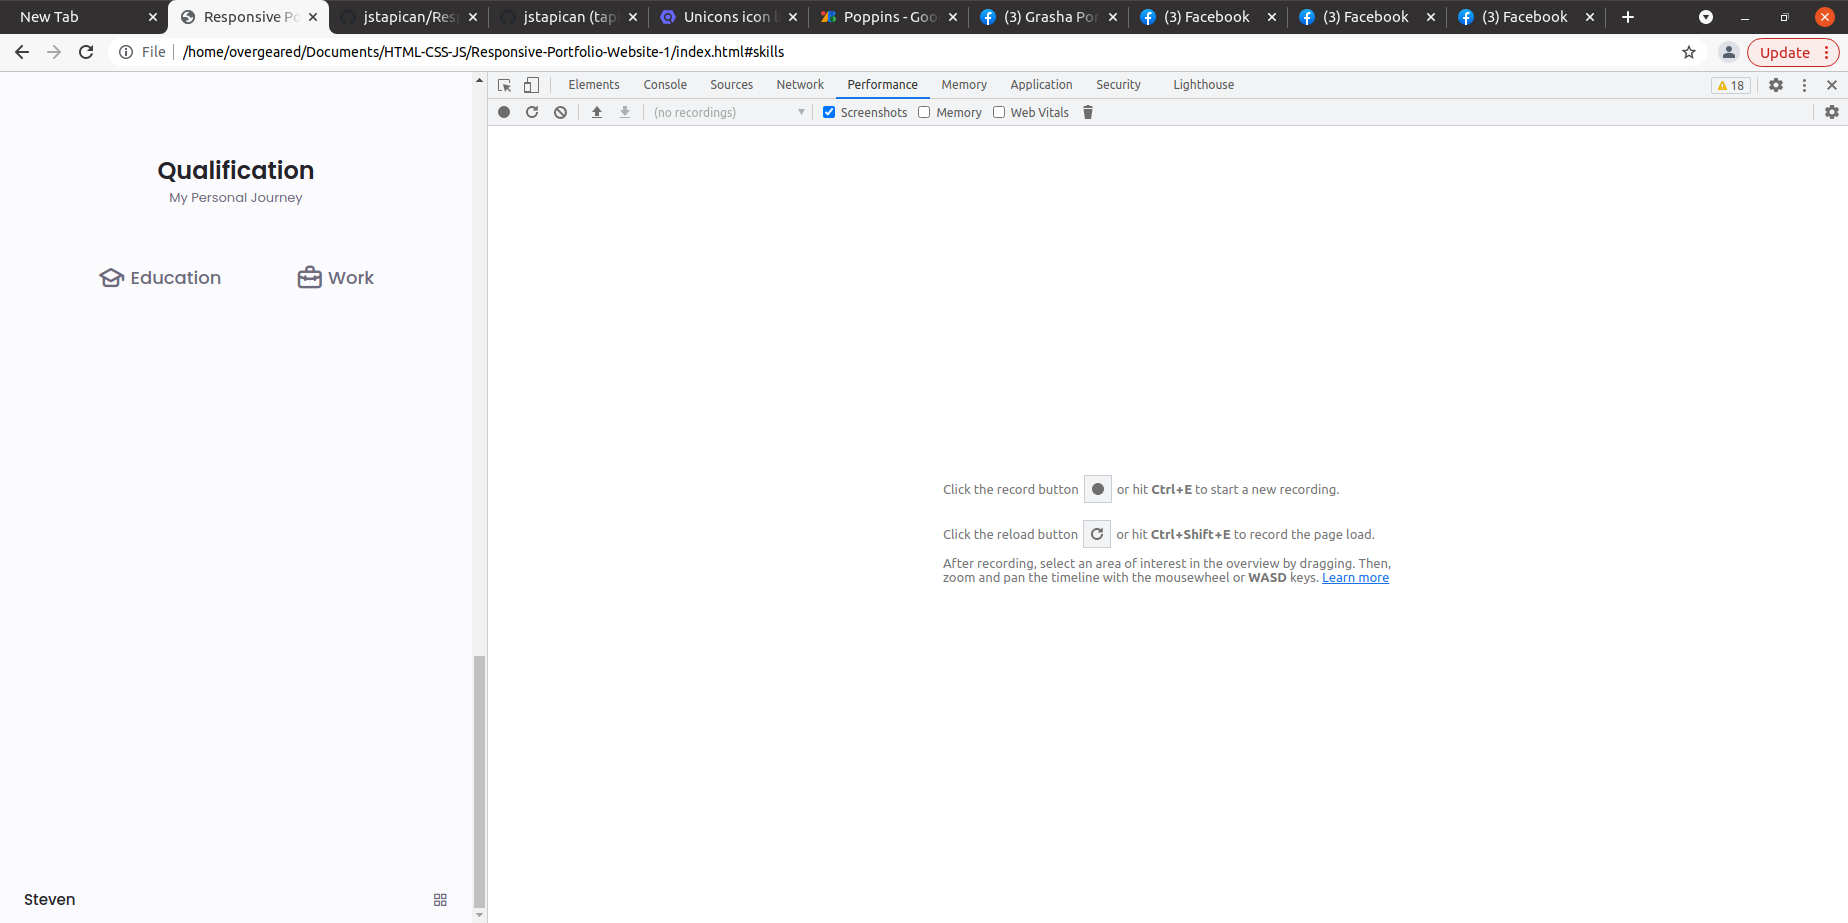 New Tab
Responsive Po
jstapican/Resp
jstapican (tap
Unicons icon l
Poppins - Goo
(3) Grasha Por
(3) Facebook
(3) Facebook
(3) Facebook
File
/home/overgeared/Documents/HTML-CSS-JS/Responsive-Portfolio-Website-1/index.html#skills
Update
Elements
Console
Sources
Network
Performance
Memory
Application
Security
Lighthouse
18
(no recordings)
Screenshots
Memory
Web Vitals
Qualification
My Personal Journey
Education
Work
Steven
Click the record button or hit Ctrl+E to start a new recording.
Click the reload button or hit Ctrl+Shift+E to record the page load.
After recording, select an area of interest in the overview by dragging. Then,
zoom and pan the timeline with the mousewheel or WASD keys. Learn more